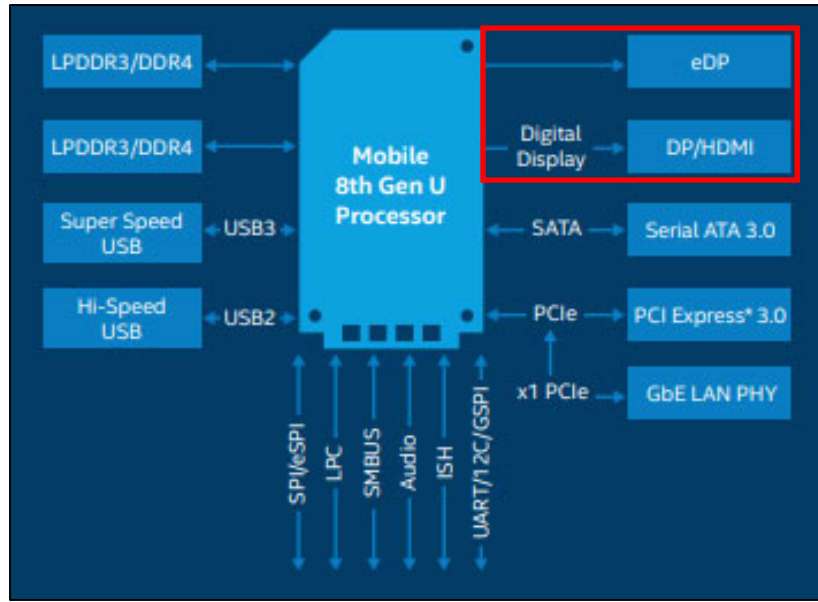 LPDDR3/DDR4
eDP
LPDDR3/DDR4
Mobile
8th Gen U
Processor
Digital
Display
DP/HMI
Super Speed
USB
USB3
SATA
Serial ATA 3.0
Hi-Speed
USB
USB2
PCIe
PCI Express* 3.0
x1 PCIe
GbE LAN PHY
SPI/eSPI
LPC
SMBUS
Audio
ISH
UART/12C/GSPI